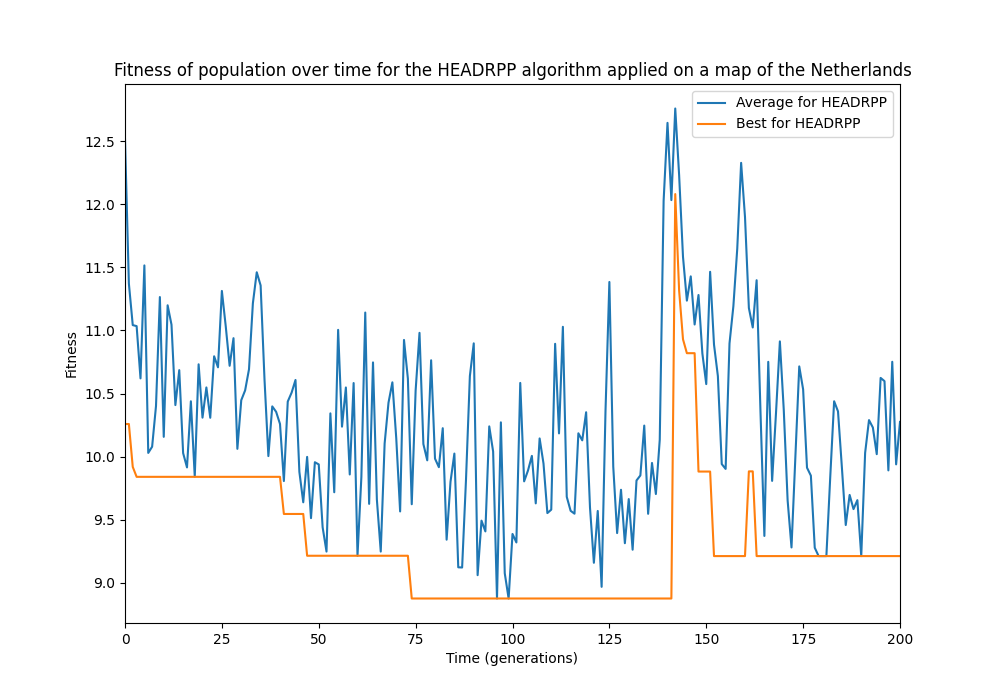 Fitness of population over time for the HEADRPP algorithm applied on a map of the Netherlands
Average for HEADRPP
Best for HEADRPP
12.5
12.0
11.5
11.0
10.5
10.0
9.5
9.0
Fitness
0 25 50 75 100 125 150 175 200
Time (generations)